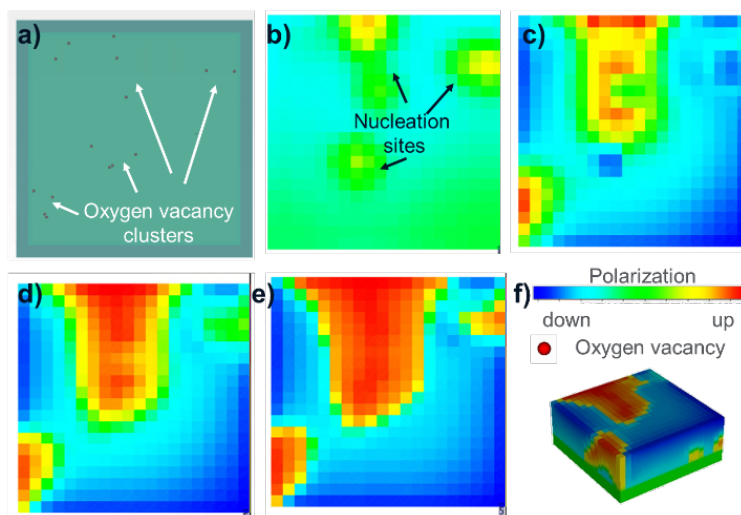 a)
Oxygen vacancy
clusters
b)
Nucleation
sites
c)
d)
e)
f)
Polarization
down up
Oxygen vacancy